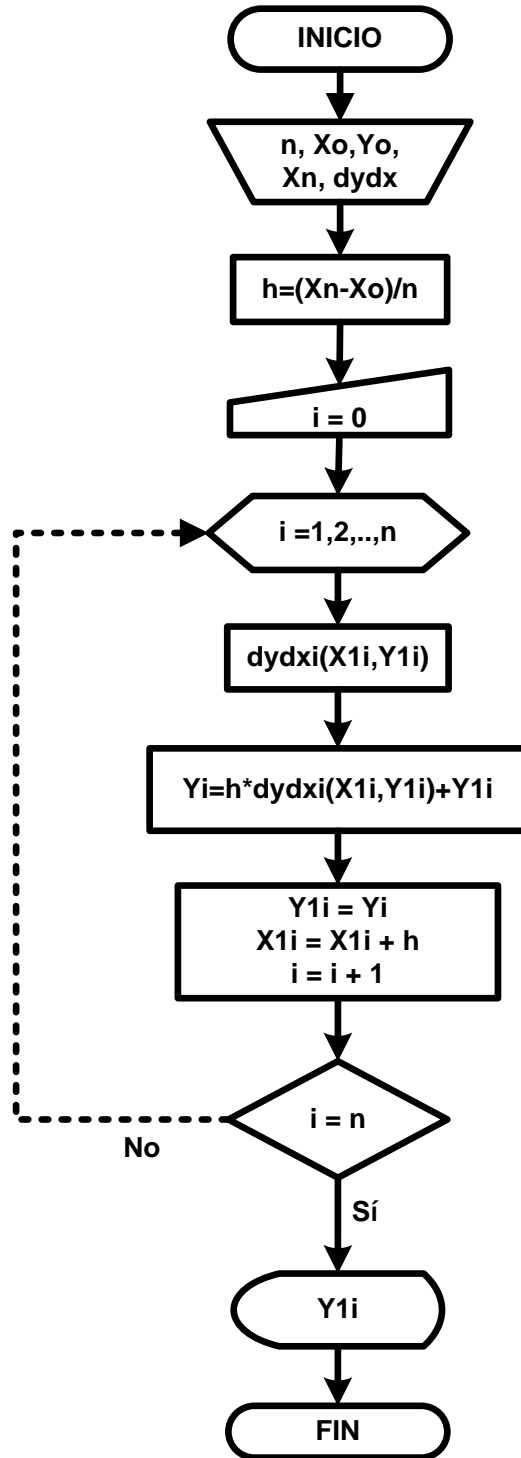 INICIO
n, Xo,Yo,
Xn, dydx
h=(Xn-Xo)/n
i = 0
i =1,2,..,n
dydxi(X1i,Y1i)
Yi=h*dydxi(X1i,Y1i)+Y1i
Y1i = Yi
X1i = X1i + h
i = i + 1
i = n
No
Sí
Y1i
FIN